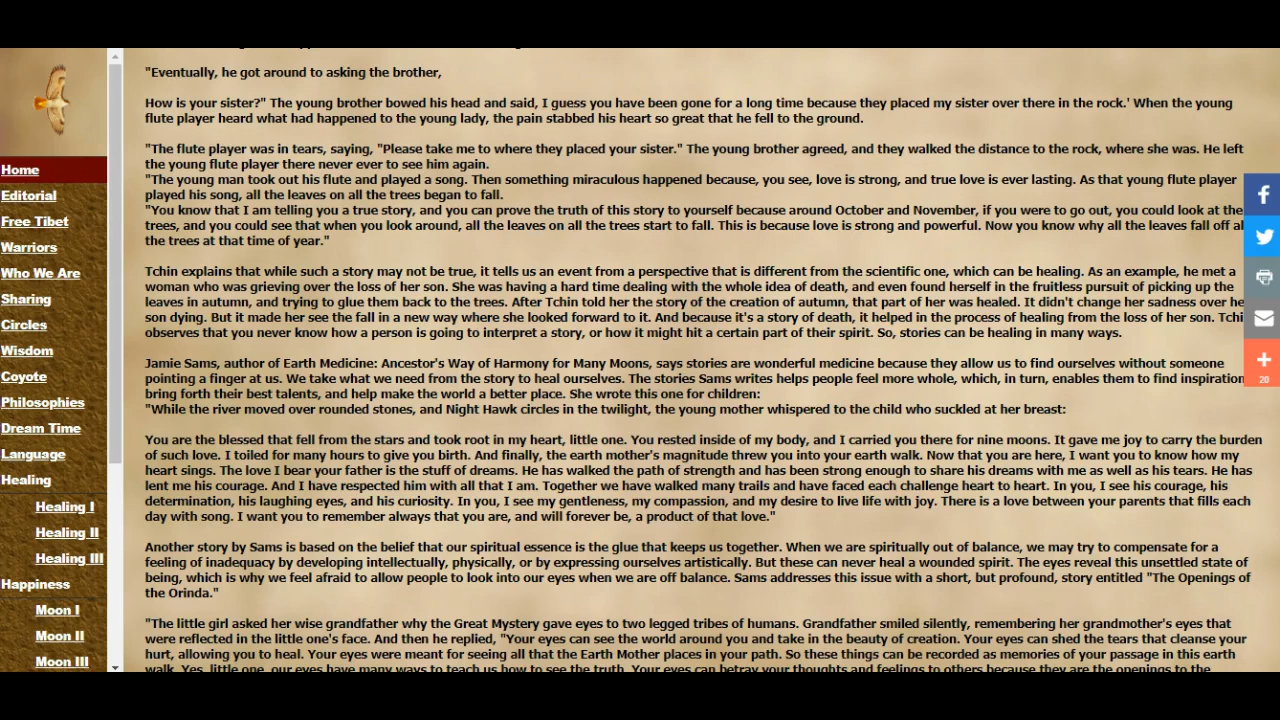 Home
Editorial
Free Tibet
Warriors
Who We Are
Sharing
Circles
Wisdom
Coyote
Philosophies
Dream Time
Language
Healing
Healing I
Healing II
Healing III
Happiness
Moon I
Moon II
Moon III
"Eventually, he got around to asking the brother,
How is your sister?" The young brother bowed his head and said, I guess you have been gone for a long time because they placed my sister over there in the rock.' When the young
flute player heard what had happened to the young lady, the pain stabbed his heart so great that he fell to the ground.
"The flute player was in tears, saying, "Please take me to where they placed your sister." The young brother agreed, and they walked the distance to the rock, where she was. He left
the young flute player there never ever to see him again.
"The young man took out his flute and played a song. Then something miraculous happened because, you see, love is strong, and true love is ever lasting. As that young flute player
played his song, all the leaves on all the trees began to fall.
"You know that I am telling you a true story, and you can prove the truth of this story to yourself because around October and November, if you were to go out, you could look at the
trees, and you could see that when you look around, all the leaves on all the trees start to fall. This is because love is strong and powerful. Now you know why all the leaves fall off
the trees at that time of year."
Tchin explains that while such a story may not be true, it tells us an event from a perspective that is different from the scientific one, which can be healing. As an example, he met a
woman who was grieving over the loss of her son. She was having a hard time dealing with the whole idea of death, and even found herself in the fruitless pursuit of picking up the
leaves in autumn, and trying to glue them back to the trees. After Tchin told her the story of the creation of autumn, that part of her was healed. It didn't change her sadness over
son dying. But it made her see the fall in a new way where she looked forward to it. And because it's a story of death, it helped in the process of healing from the loss of her son.
observes that you never know how a person is going to interpret a story, or how it might hit a certain part of their spirit. So, stories can be healing in many ways.
Jamie Sams, author of Earth Medicine: Ancestor's Way of Harmony for Many Moons, says stories are wonderful medicine because they allow us to find ourselves without someone
pointing a finger at us. We take what we need from the story to heal ourselves. The stories Sams writes helps people feel more whole, which, in turn, enables them to find inspiration
bring forth their best talents, and help make the world a better place. She wrote this one for children:
"While the river moved over rounded stones, and Night Hawk circles in the twilight, the young mother whispered to the child who suckled at her breast:
You are the blessed that fell from the stars and took root in my heart, little one. You rested inside of my body, and I carried you there for nine moons. It gave me joy to carry the burden
of such love. I toiled for many hours to give you birth. And finally, the earth mother's magnitude threw you into your earth walk. Now that you are here, I want you to know how my
heart sings. The love I bear your father is the stuff of dreams. He has walked the path of strength and has been strong enough to share his dreams with me as well as his tears. He has
lent me his courage. And I have respected him with all that I am. Together we have walked many trails and have faced each challenge heart to heart. In you, I see his courage, his
determination, his laughing eyes, and his curiosity. In you, I see my gentleness, my compassion, and my desire to live life with joy. There is a love between your parents that fills each
day with song. I want you to remember always that you are, and will forever be, a product of that love."
Another story by Sams is based on the belief that our spiritual essence is the glue that keeps us together. When we are spiritually out of balance, we may try to compensate for a
feeling of inadequacy by developing intellectually, physically, or by expressing ourselves artistically. But these can never heal a wounded spirit. The eyes reveal this unsettled state of
being, which is why we feel afraid to allow people to look into our eyes when we are off balance. Sams addresses this issue with a short, but profound, story entitled "The Openings of
the Orinda."
"The little girl asked her wise grandfather why the Great Mystery gave eyes to two legged tribes of humans. Grandfather smiled silently, remembering her grandmother's eyes that
were reflected in the little one's face. And then he replied, "Your eyes can see the world around you and take in the beauty of creation. Your eyes can shed the tears that cleanse your
hurt, allowing you to heal. Your eyes were meant for seeing all that the Earth Mother places in your path. So these things can be recorded as memories of your passage in this earth
walk. Yes, little one, our eyes have many ways to teach us how to see the truth. Your eyes can betray your thoughts and feelings to others because they are the openings to the
20